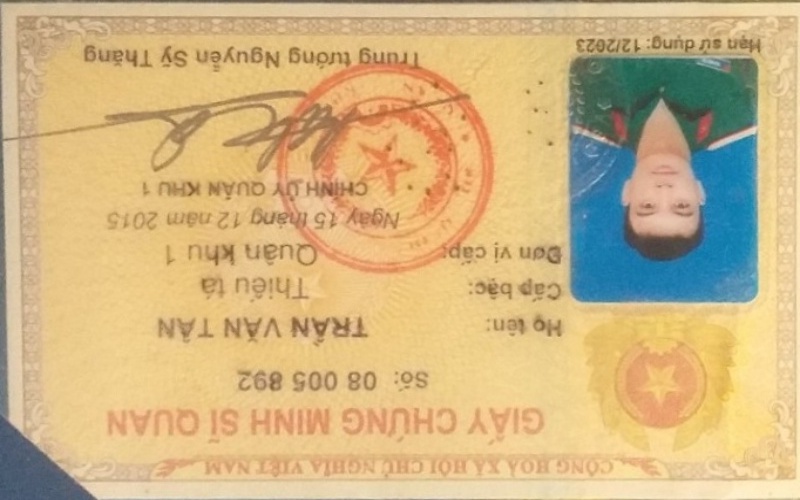 CỘNG HOÀ XÃ HỘI CHỦ NGHĨA VIỆT NAM
GIẤY CHỨNG MINH SĨ QUAN
Số: 08 005 892
Họ tên: TRẦN VĂN TÂN
Cấp bậc: Thiếu tá
Đơn vị cấp: Quân khu 1
Ngày 15 tháng 12 năm 2015
CHÍNH ỦY QUÂN KHU 1
Trung tướng Nguyễn Sỹ Thăng
Hạn sử dụng: 12/2023